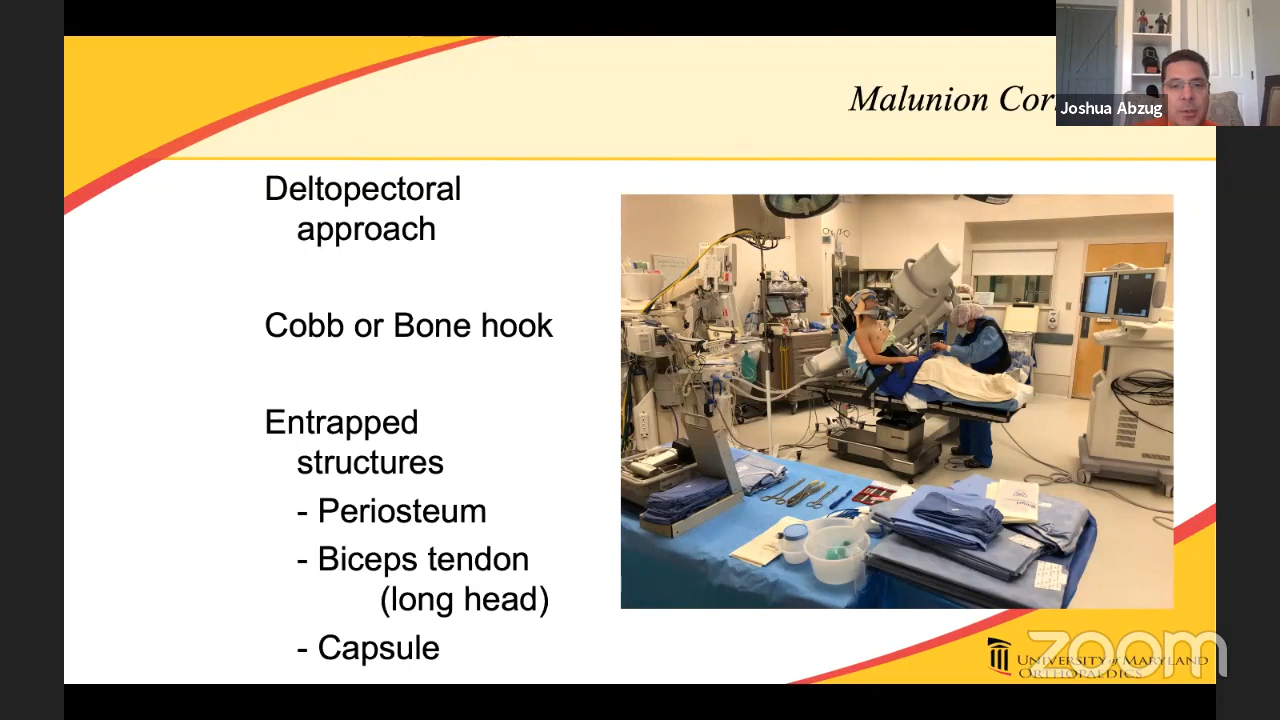 Malunion Cor
Joshua Abzug
Deltopectoral
approach
Cobb or Bone hook
Entrapped
structures
- Periosteum
- Biceps tendon
(long head)
- Capsule
zoom
UNIVERSITY of MARYLAND
ORTHOPAEDICS